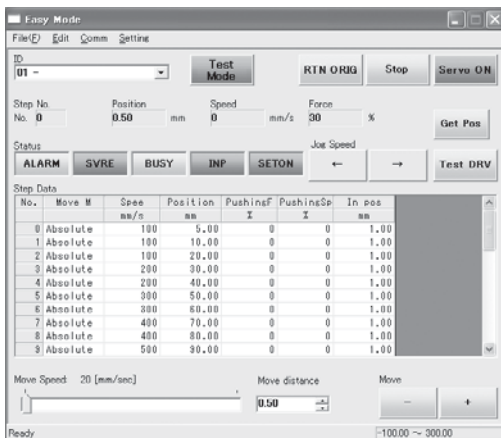 Easy Mode
File(F) Edit Comm Setting
ID
01 -
Test Mode
RTN ORIG
Stop
Servo ON
Step No. Position Speed Force
No. 0 0.50 mm 0 mm/s 30 %
Get Pos
Status Jog Speed
ALARM SVRE BUSY INP SETON ← → Test DRV
Step Data
No. Move M Spee Position PushingF PushingSp In pos
mm/s mm % % mm
0 Absolute 100 5.00 0 0 1.00
1 Absolute 100 10.00 0 0 1.00
2 Absolute 100 20.00 0 0 1.00
3 Absolute 200 30.00 0 0 1.00
4 Absolute 200 40.00 0 0 1.00
5 Absolute 300 50.00 0 0 1.00
6 Absolute 300 60.00 0 0 1.00
7 Absolute 400 70.00 0 0 1.00
8 Absolute 400 80.00 0 0 1.00
9 Absolute 500 90.00 0 0 1.00
Move Speed 20 [mm/sec] Move distance Move
0.50 - +
Ready -100.00 ~ 300.00